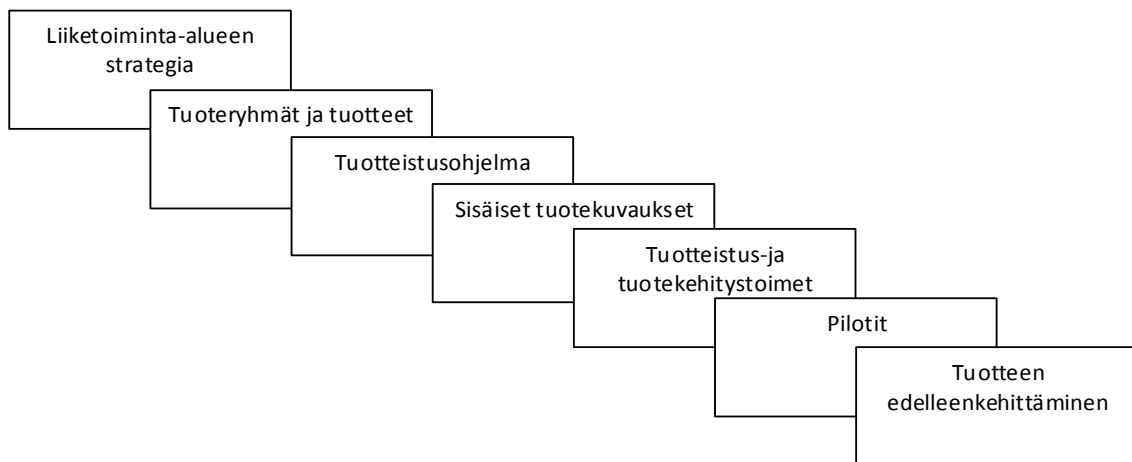 Liiketoiminta-alueen
strategia
Tuoteryhmät ja tuotteet
Tuotteistusohjelma
Sisäiset tuotekuvaukset
Tuotteistus-ja
tuotekehitystoimet
Pilotit
Tuotteen
edelleenkehittäminen